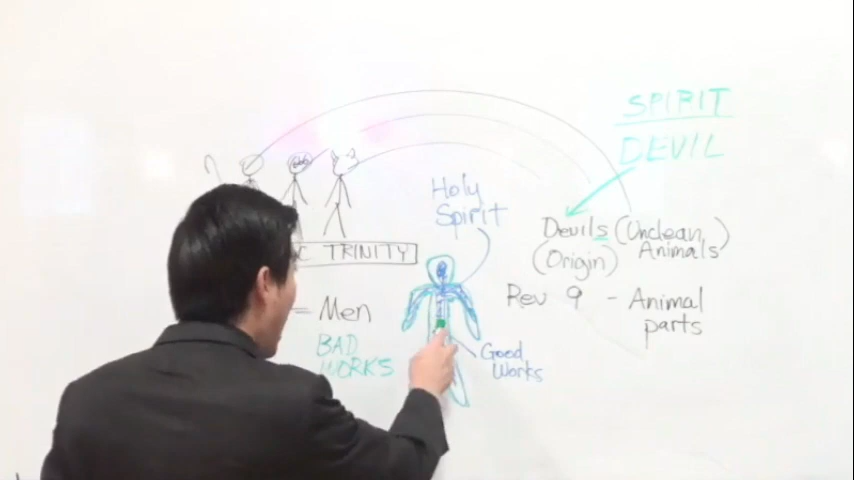 SPIRIT
DEVIL
Holy
Spirit
Devils (Unclean
Animals)
(Origin)
C TRINITY
Rev 9 - Animal
parts
= Men
BAD
WORKS
Good
Works